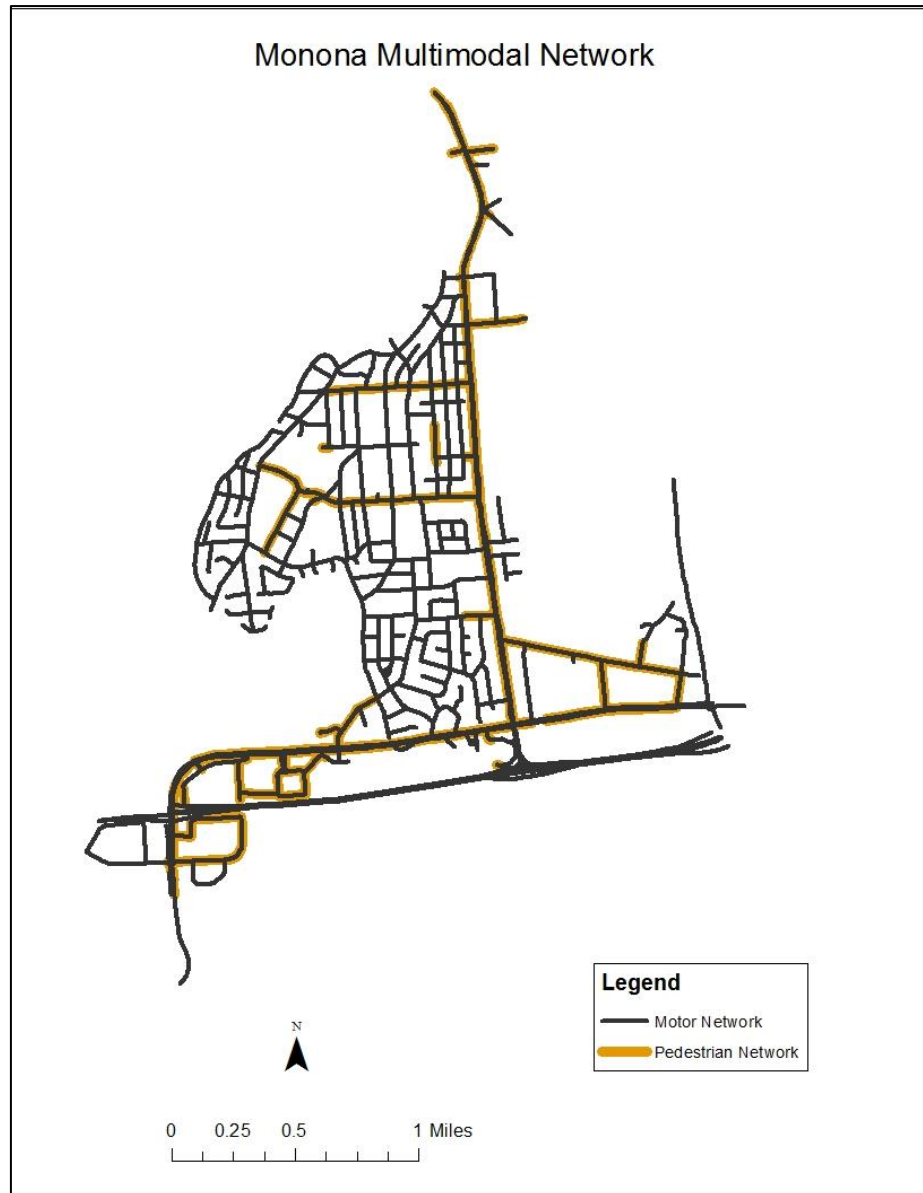 Monona Multimodal Network
Legend
Motor Network
Pedestrian Network
N
0 0.25 0.5 1 Miles